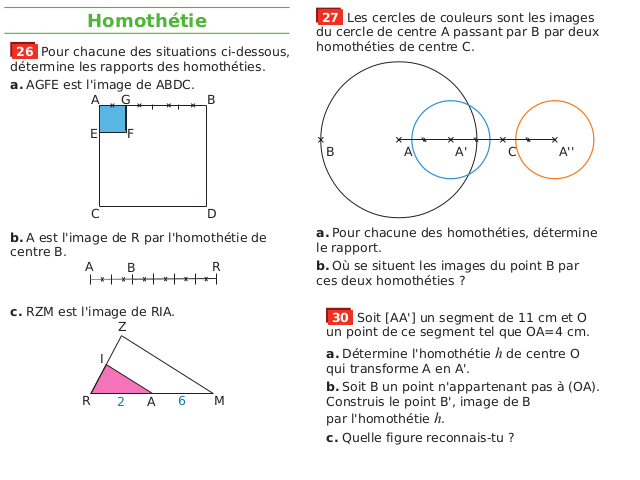 Homothétie
26 Pour chacune des situations ci-dessous,
détermine les rapports des homothéties.
a. AGFE est l'image de ABDC.
A G B
E F
C D
b. A est l'image de R par l'homothétie de
centre B.
A B R
c. RZM est l'image de RIA.
Z
I
R 2 A 6 M
27 Les cercles de couleurs sont les images
du cercle de centre A passant par B par deux
homothéties de centre C.
B A A' C A''
a. Pour chacune des homothéties, détermine
le rapport.
b. Où se situent les images du point B par
ces deux homothéties ?
30 Soit [AA'] un segment de 11 cm et O
un point de ce segment tel que OA=4 cm.
a. Détermine l'homothétie h de centre O
qui transforme A en A'.
b. Soit B un point n'appartenant pas à (OA).
Construis le point B', image de B
par l'homothétie h.
c. Quelle figure reconnais-tu ?